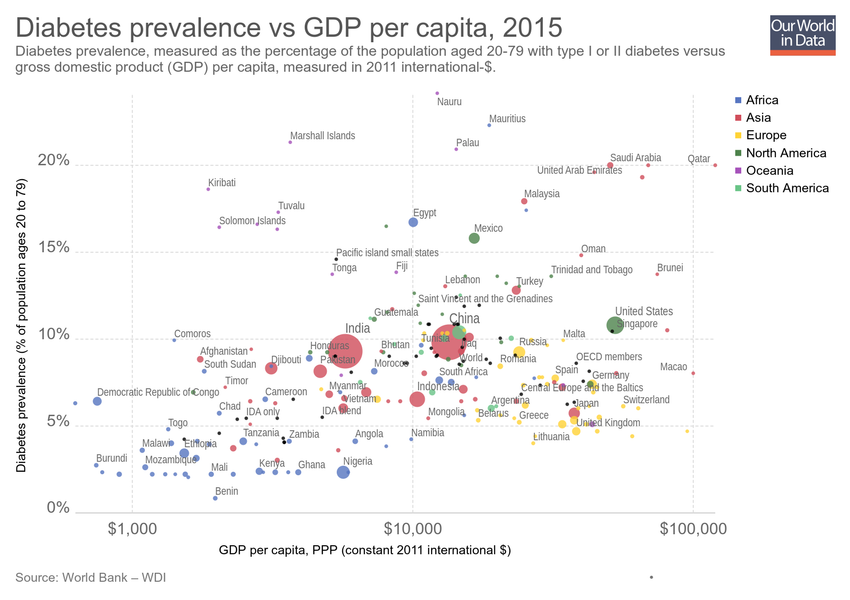 Diabetes prevalence vs GDP per capita, 2015
Our World
in Data
Diabetes prevalence, measured as the percentage of the population aged 20-79 with type I or II diabetes versus
gross domestic product (GDP) per capita, measured in 2011 international-$.
Africa
Asia
Europe
North America
Oceania
South America
Diabetes prevalence (% of population ages 20 to 79)
20%
15%
10%
5%
0%
Nauru
Mauritius
Marshall Islands
Palau
Saudi Arabia
Qatar
United Arab Emirates
Kiribati
Malaysia
Tuvalu
Egypt
Solomon Islands
Mexico
Pacific island small states
Oman
Tonga
Fiji
Trinidad and Tobago
Brunei
Lebanon
Turkey
Saint Vincent and the Grenadines
Guatemala
United States
China
Singapore
India
Comoros
Tunisia
Iraq
Russia
Malta
Honduras
Bhutan
Afghanistan
Djibouti
Pakistan
Morocco
World
Romania
OECD members
South Sudan
South Africa
Spain
Germany
Macao
Timor
Myanmar
Indonesia
Central Europe and the Baltics
Democratic Republic of Congo
Cameroon
Vietnam
Argentina
Japan
Switzerland
Chad
IDA only
IDA blend
Mongolia
Belarus
Greece
United Kingdom
Togo
Tanzania
Zambia
Angola
Namibia
Lithuania
Malawi
Ethiopia
Burundi
Mozambique
Mali
Kenya
Ghana
Nigeria
Benin
$1,000
$10,000
$100,000
GDP per capita, PPP (constant 2011 international $)
Source: World Bank – WDI